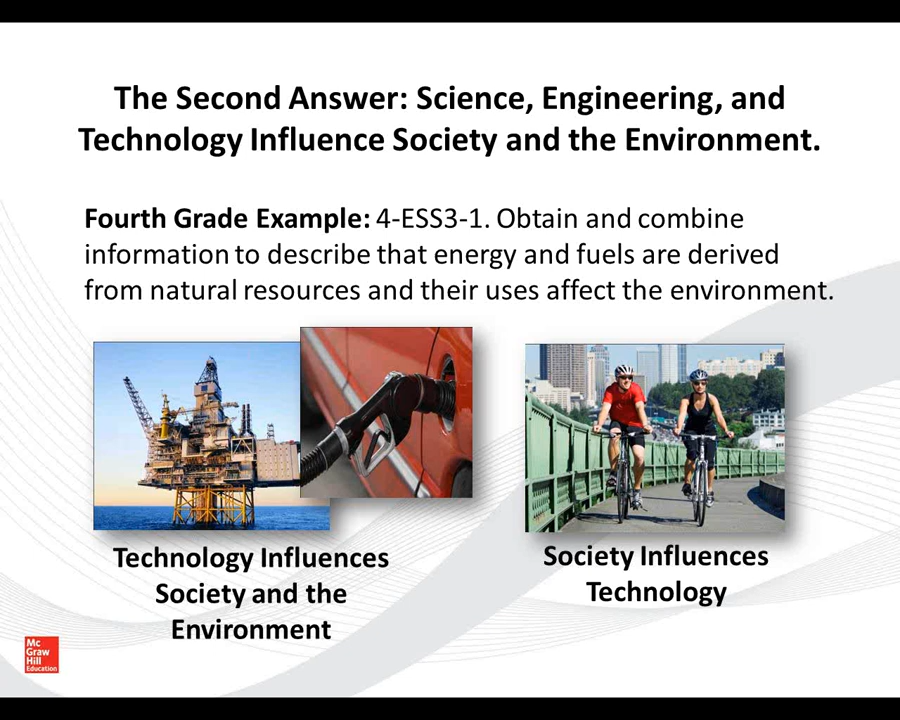 The Second Answer: Science, Engineering, and
Technology Influence Society and the Environment.
Fourth Grade Example: 4-ESS3-1. Obtain and combine
information to describe that energy and fuels are derived
from natural resources and their uses affect the environment.
Technology Influences
Society and the
Environment
Society Influences
Technology
Mc
Graw
Hill
Education